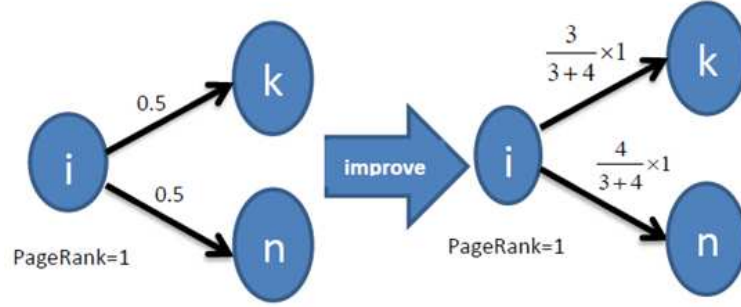 k
0.5
i
0.5
n
PageRank=1
improve
3/(3+4) ×1
k
i
4/(3+4) ×1
n
PageRank=1